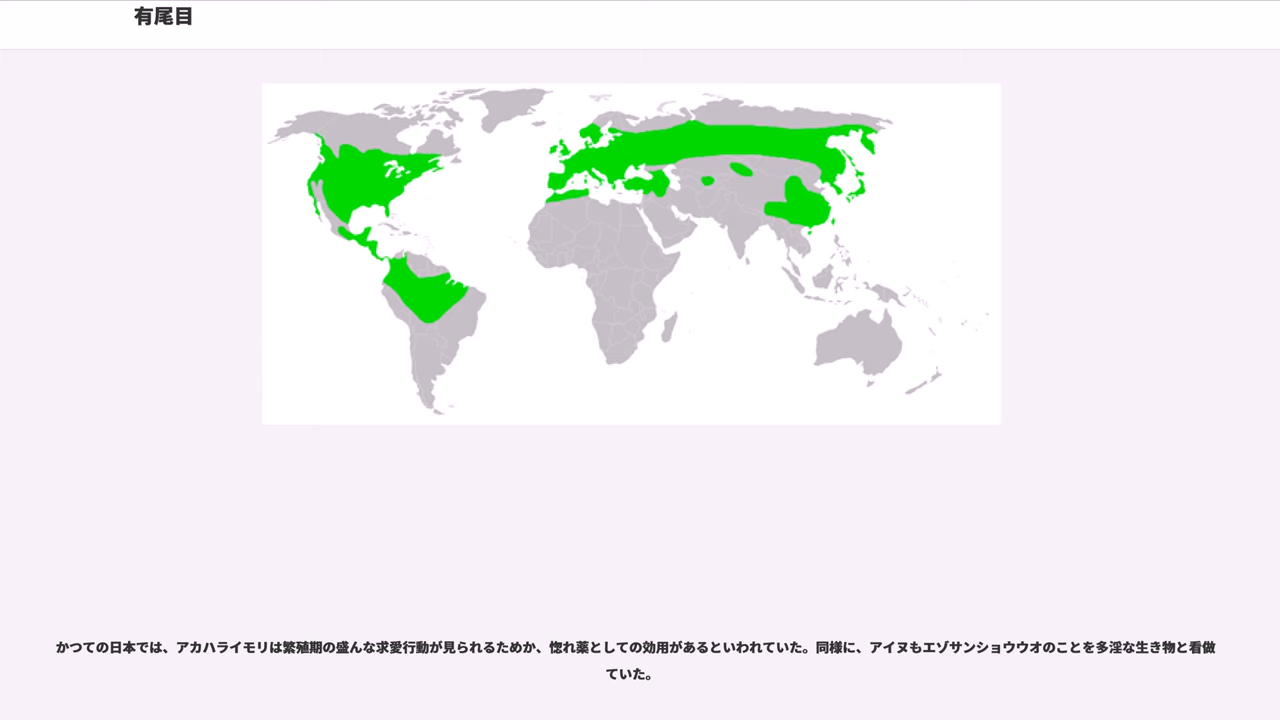 有尾目
かつての日本では、アカハライモリは繁殖期の盛んな求愛行動が見られるためか、惚れ薬としての効用があるといわれていた。同様に、アイヌもエゾサンショウウオのことを多淫な生き物と看做
ていた。